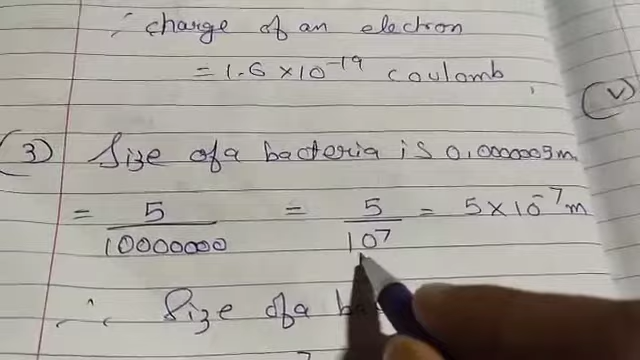 ∴ charge of an electron
= 1.6 × 10⁻¹⁹ coulomb
(V)
(3) Size of a bacteria is 0.0000005m
= 5/10000000 = 5/10⁷ = 5×10⁻⁷m
∴ Size of a